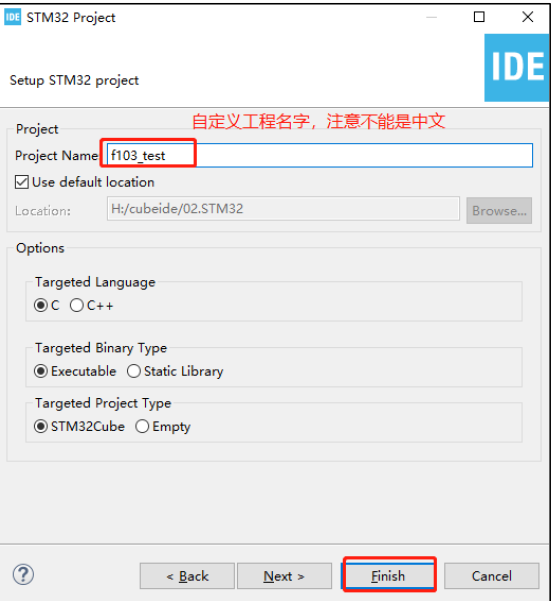 IDE STM32 Project
IDE
Setup STM32 project
自定义工程名字，注意不能是中文
Project
Project Name: f103_test
Use default location
Location: H:/cubeide/02.STM32 Browse...
Options
Targeted Language
C C++
Targeted Binary Type
Executable Static Library
Targeted Project Type
STM32Cube Empty
? < Back Next > Finish Cancel